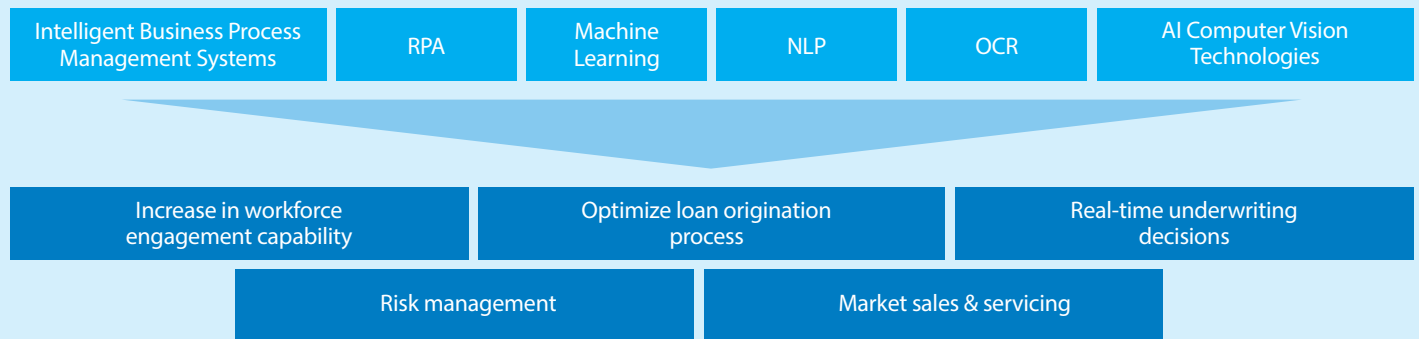 Intelligent Business Process
Management Systems
RPA
Machine
Learning
NLP
OCR
AI Computer Vision
Technologies
Increase in workforce
engagement capability
Optimize loan origination
process
Real-time underwriting
decisions
Risk management
Market sales & servicing